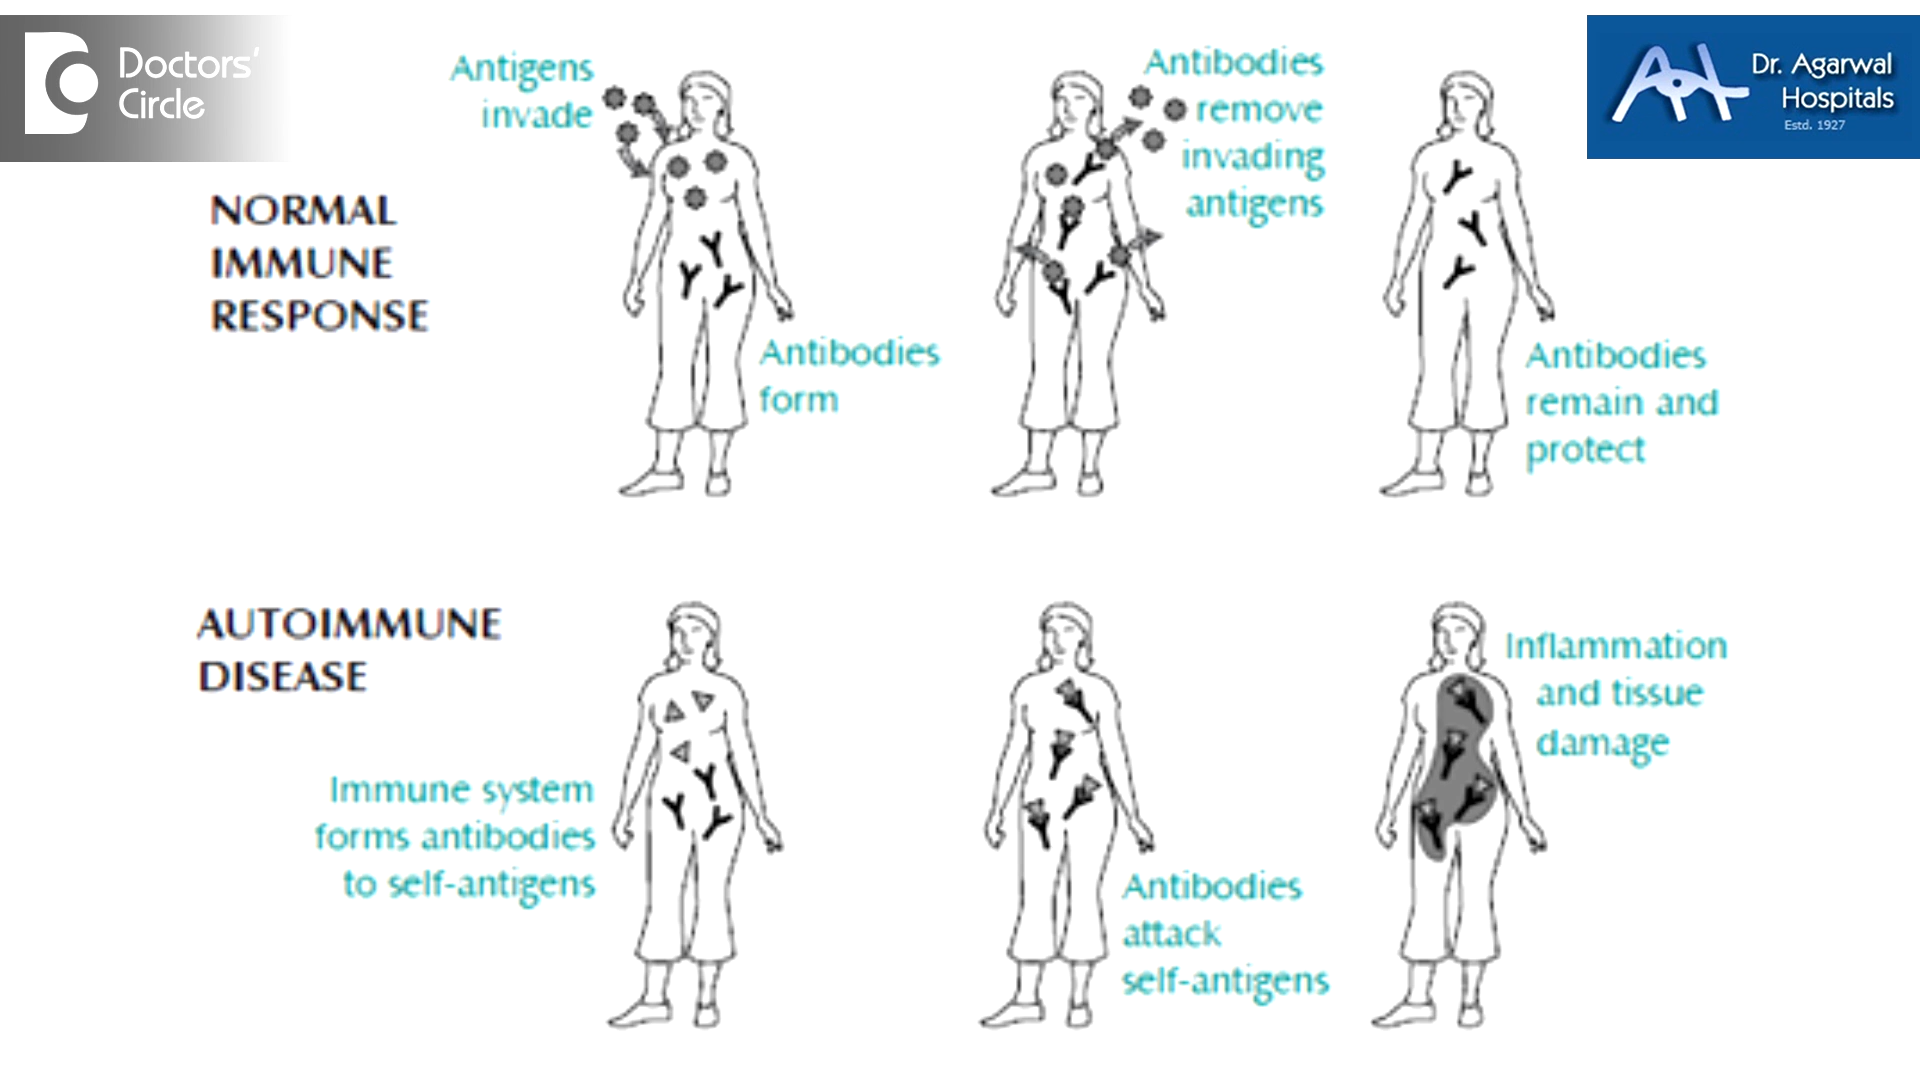 Doctors'
Circle
Dr. Agarwal
Hospitals
Estd. 1927
NORMAL
IMMUNE
RESPONSE
Antigens
invade
Antibodies
form
Antibodies
remove
invading
antigens
Antibodies
remain and
protect
AUTOIMMUNE
DISEASE
Immune system
forms antibodies
to self-antigens
Antibodies
attack
self-antigens
Inflammation
and tissue
damage